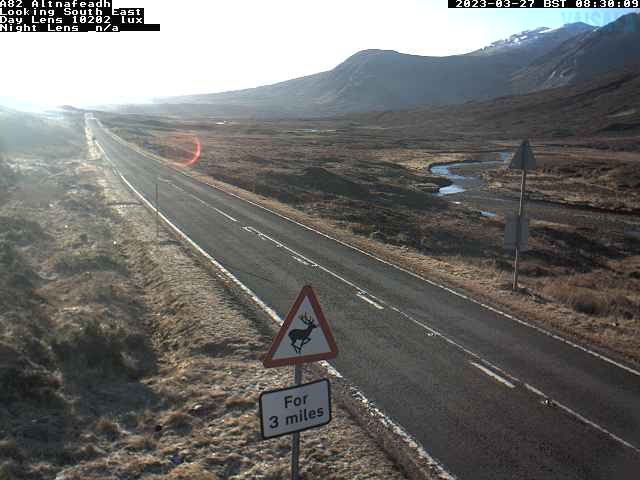 A82 Altnafeadh
Looking South East
Day Lens 10202 lux
Night Lens n/a
2023-03-27 BST 08:30:09
VAISALA
For
3 miles